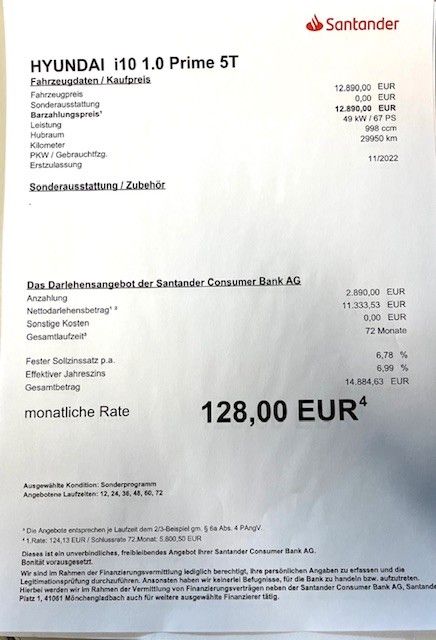 Santander
HYUNDAI i10 1.0 Prime 5T
Fahrzeugdaten / Kaufpreis
Fahrzeugpreis 12.890,00 EUR
Sonderausstattung 0,00 EUR
Barzahlungspreis¹ 12.890,00 EUR
Leistung 49 kW / 67 PS
Hubraum 998 ccm
Kilometer 29950 km
PKW / Gebrauchtfzg.
Erstzulassung 11/2022
Sonderausstattung / Zubehör
-
Das Darlehensangebot der Santander Consumer Bank AG
Anzahlung 2.890,00 EUR
Nettodarlehensbetrag¹ ² 11.333,53 EUR
Sonstige Kosten 0,00 EUR
Gesamtlaufzeit³ 72 Monate
Fester Sollzinssatz p.a. 6,78 %
Effektiver Jahreszins 6,99 %
Gesamtbetrag 14.884,63 EUR
monatliche Rate 128,00 EUR⁴
Ausgewählte Kondition: Sonderprogramm
Angebotene Laufzeiten: 12, 24, 36, 48, 60, 72
³ Die Angebote entsprechen je Laufzeit dem 2/3-Beispiel gm. § 6a Abs. 4 PAngV.
⁴ 1.Rate: 124,13 EUR / Schlussrate 72.Monat: 5.800,50 EUR
Dieses ist ein unverbindliches, freibleibendes Angebot Ihrer Santander Consumer Bank AG.
Bonität vorausgesetzt.
Wir sind im Rahmen der Finanzierungsvermittlung lediglich berechtigt, Ihre persönlichen Angaben zu erfassen und die
Legitimationsprüfung durchzuführen. Ansonsten haben wir keinerlei Befugnisse, für die Bank zu handeln bzw. aufzutreten.
Hierbei werden wir im Rahmen der Vermittlung von Finanzierungsverträgen neben der Santander Consumer Bank AG, Santander-
Platz 1, 41061 Mönchengladbach auch für weitere ausgewählte Finanzierer tätig.